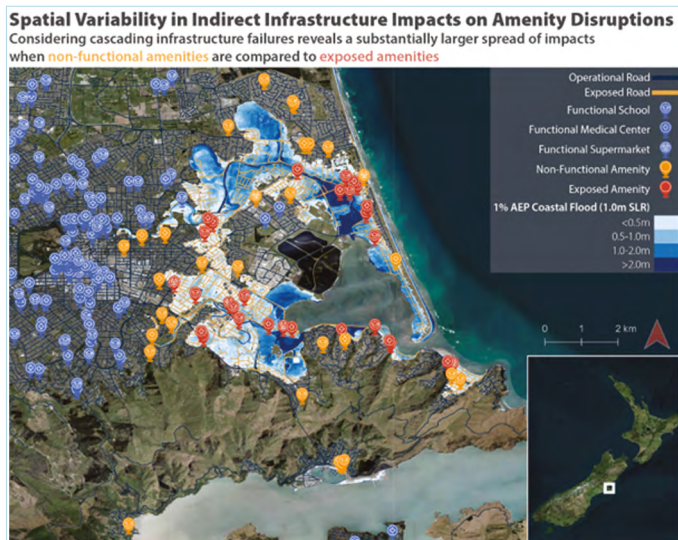 Spatial Variability in Indirect Infrastructure Impacts on Amenity Disruptions
Considering cascading infrastructure failures reveals a substantially larger spread of impacts
when non-functional amenities are compared to exposed amenities
Operational Road
Exposed Road
Functional School
Functional Medical Center
Functional Supermarket
Non-Functional Amenity
Exposed Amenity
1% AEP Coastal Flood (1.0m SLR)
<0.5m
0.5-1.0m
1.0-2.0m
>2.0m
0 1 2 km